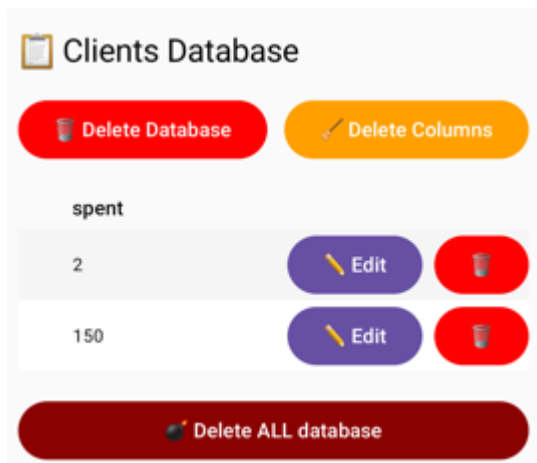 📋 Clients Database
🗑️ Delete Database
🧹 Delete Columns
spent
2
✏️ Edit
🗑️
150
✏️ Edit
🗑️
💣 Delete ALL database